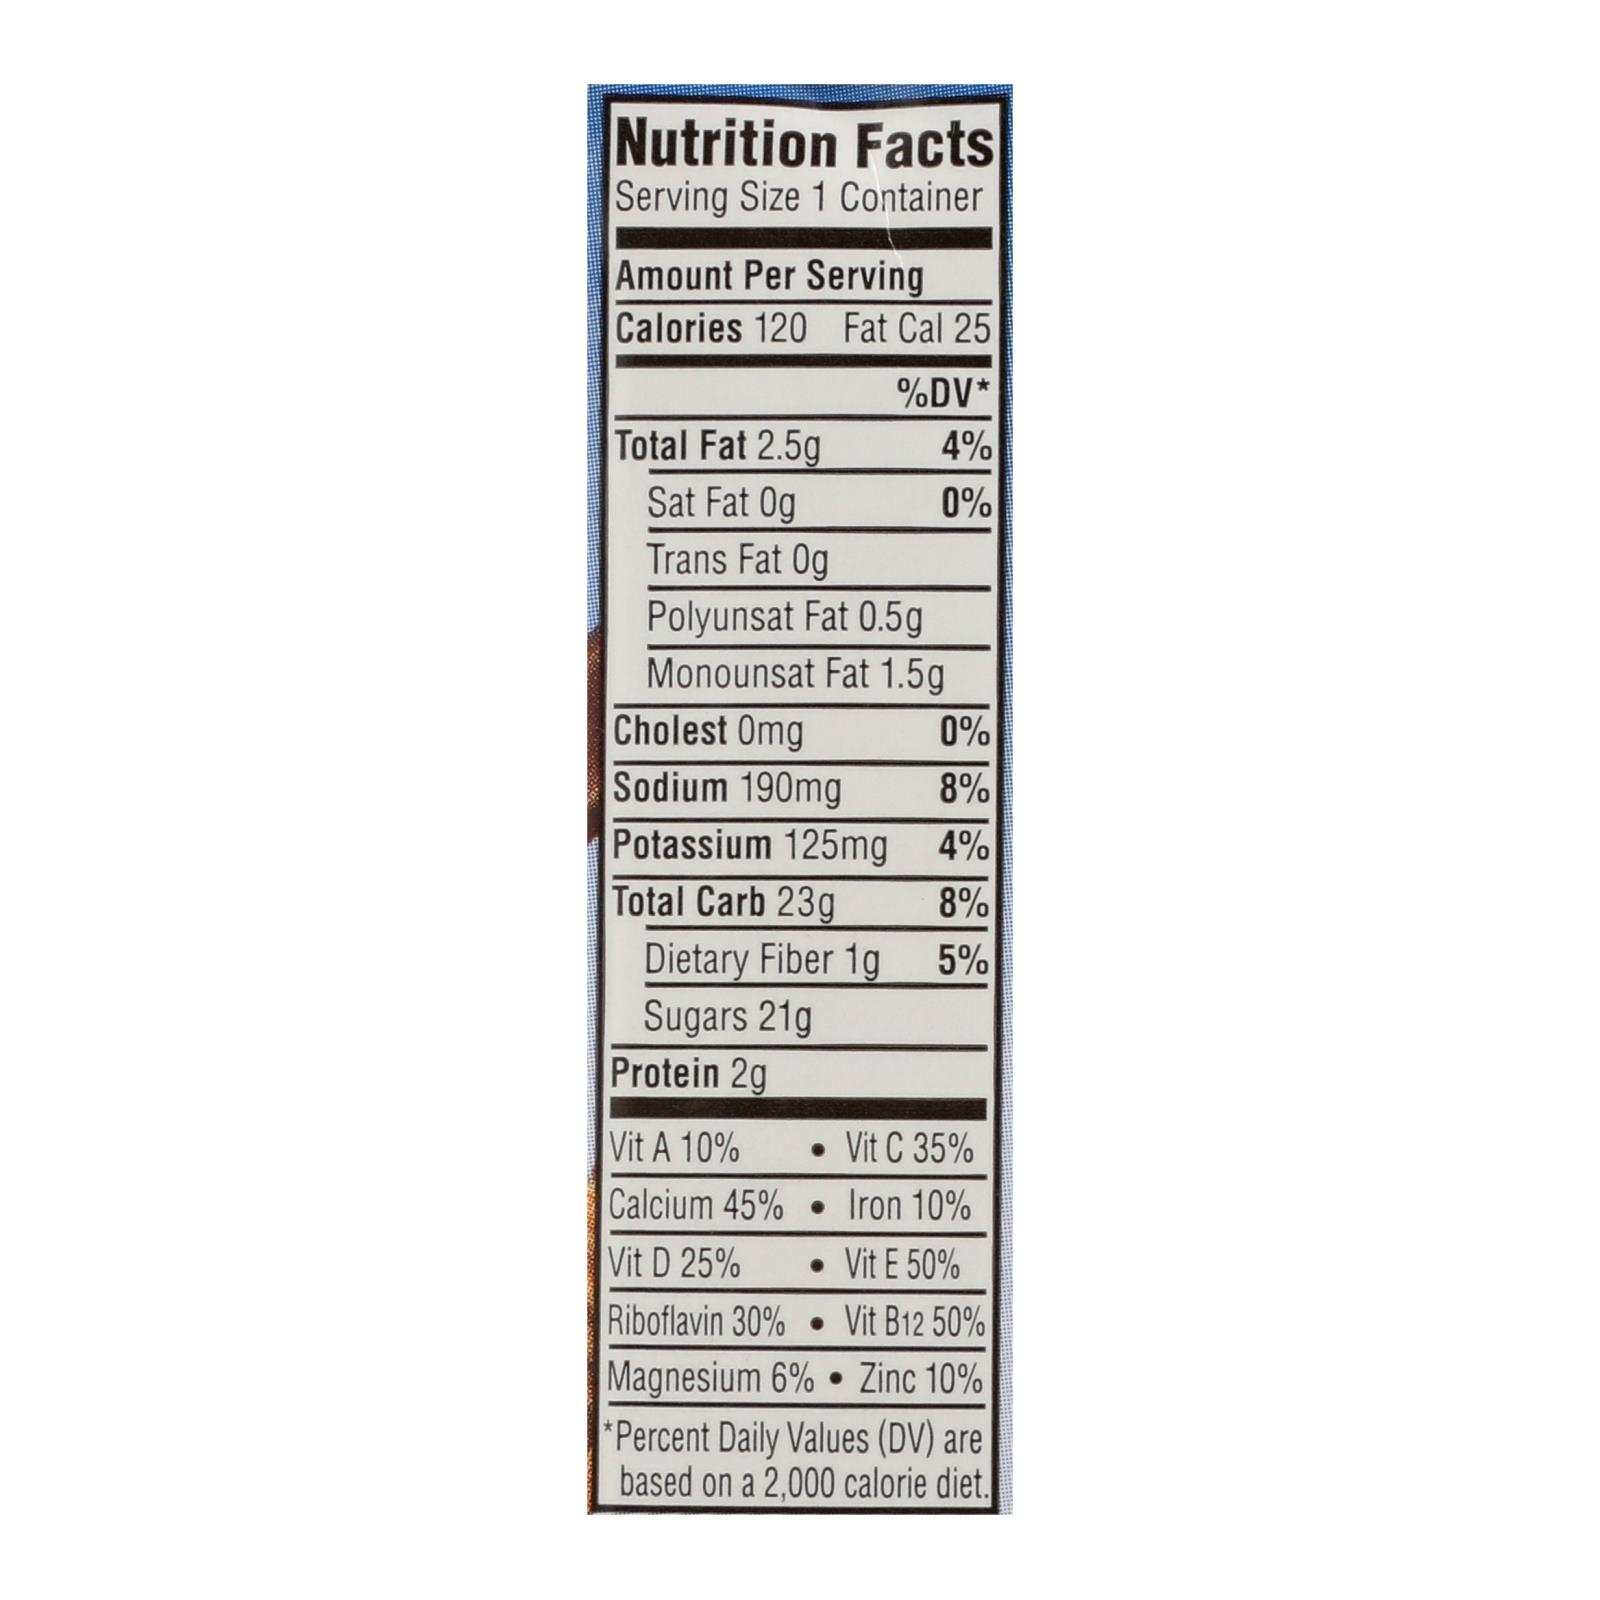 Nutrition Facts
Serving Size 1 Container
Amount Per Serving
Calories 120 Fat Cal 25
%DV*
Total Fat 2.5g 4%
Sat Fat 0g 0%
Trans Fat 0g
Polyunsat Fat 0.5g
Monounsat Fat 1.5g
Cholest 0mg 0%
Sodium 190mg 8%
Potassium 125mg 4%
Total Carb 23g 8%
Dietary Fiber 1g 5%
Sugars 21g
Protein 2g
Vit A 10% • Vit C 35%
Calcium 45% • Iron 10%
Vit D 25% • Vit E 50%
Riboflavin 30% • Vit B12 50%
Magnesium 6% • Zinc 10%
*Percent Daily Values (DV) are
based on a 2,000 calorie diet.